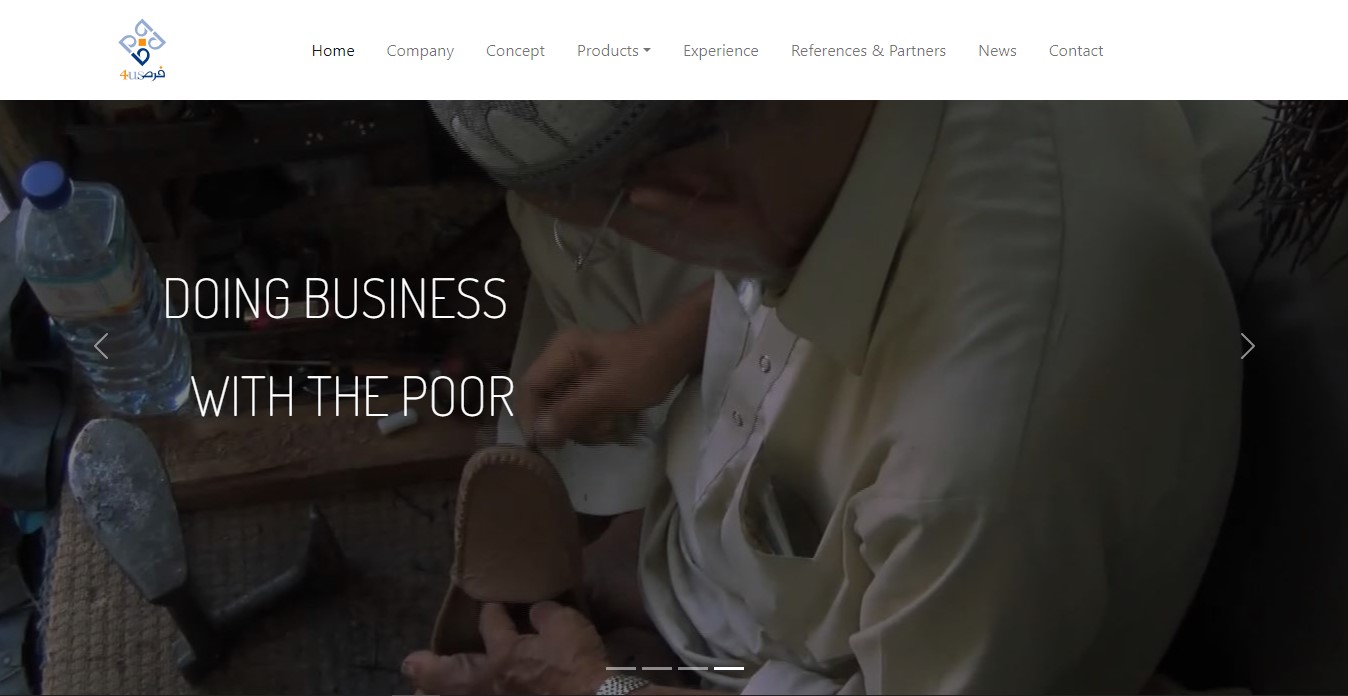 4us فرص
Home Company Concept Products Experience References & Partners News Contact
DOING BUSINESS
WITH THE POOR